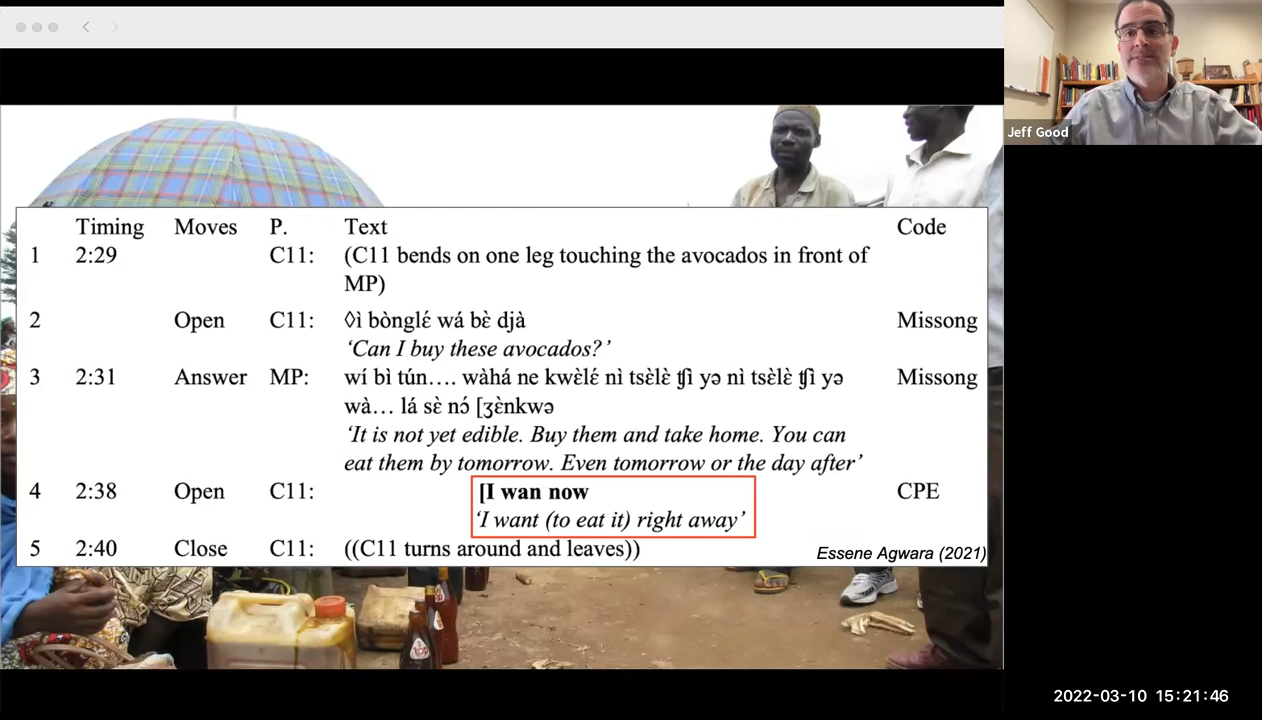 Jeff Good
Timing Moves P. Text Code
1 2:29 C11: (C11 bends on one leg touching the avocados in front of
MP)
2 Open C11: ◊ì bònglɛ́ wá bɛ̀ djà Missong
‘Can I buy these avocados?’
3 2:31 Answer MP: wí bì tún…. wàhá ne kwɛ̀lɛ́ nì tsɛ̀lɛ̀ ʧì yə nì tsɛ̀lɛ̀ ʧì yə Missong
wà… lá sɛ̀ nɔ́ [ʒɛ̀nkwə
‘It is not yet edible. Buy them and take home. You can
eat them by tomorrow. Even tomorrow or the day after’
4 2:38 Open C11: [I wan now CPE
‘I want (to eat it) right away’
5 2:40 Close C11: ((C11 turns around and leaves))
Essene Agwara (2021)
top
2022-03-10 15:21:46